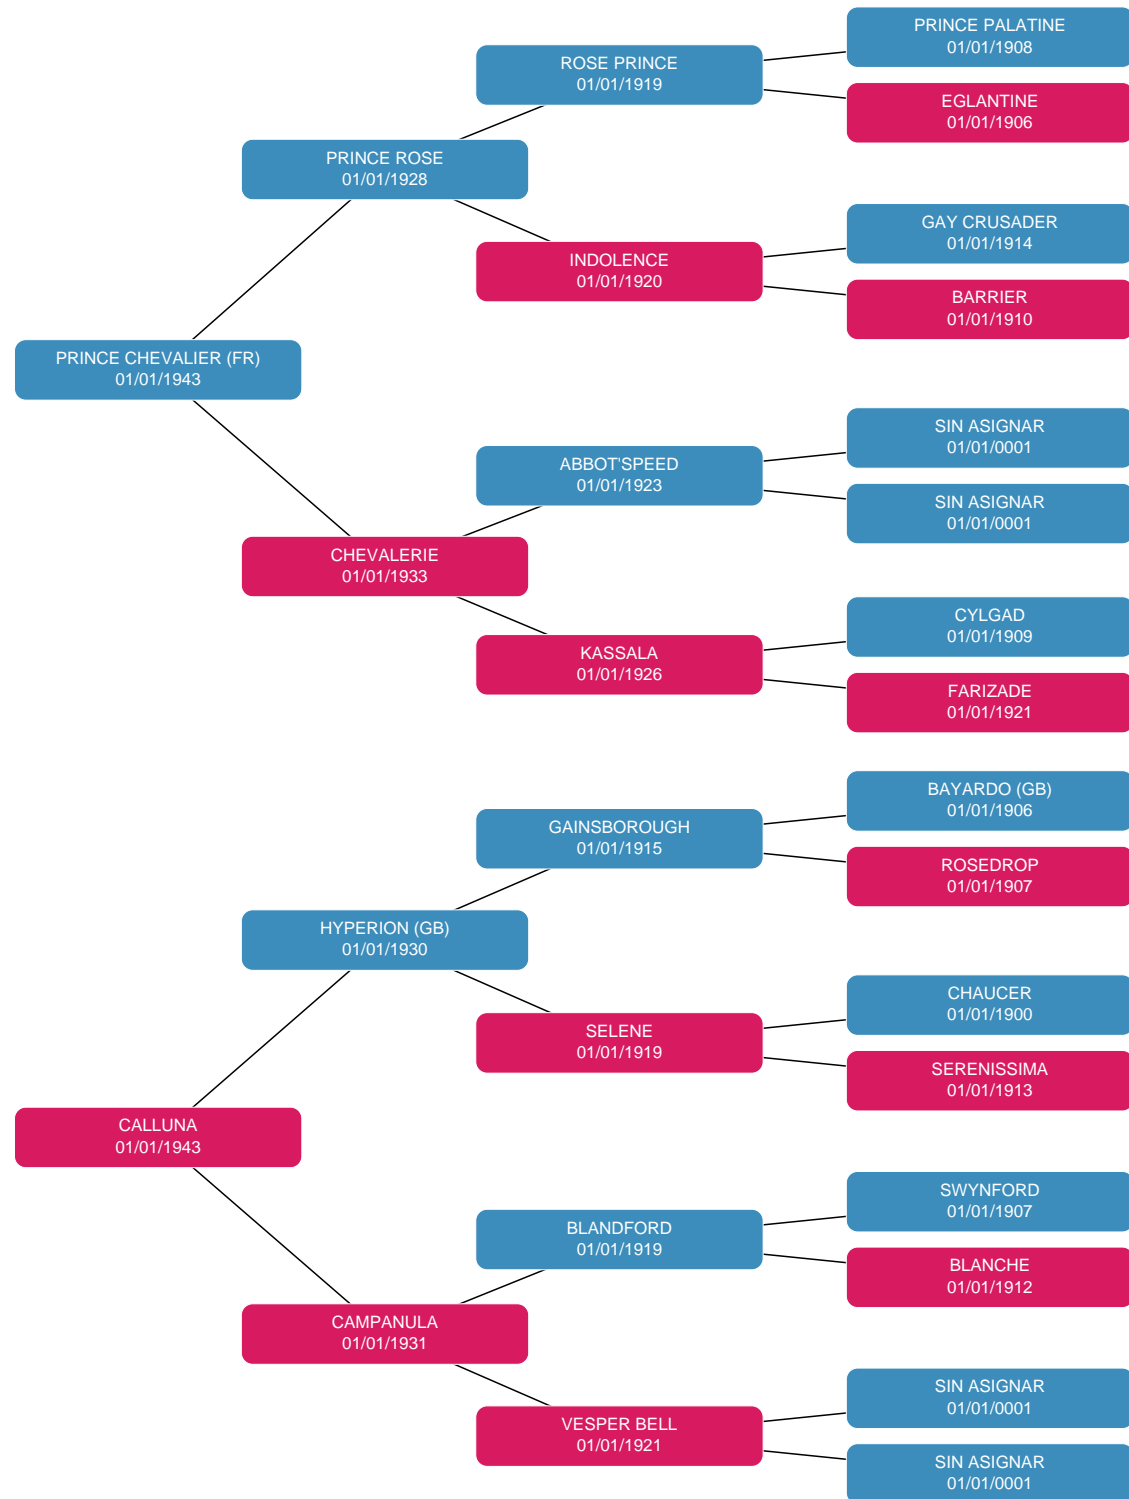 PRINCE PALATINE
01/01/1908
ROSE PRINCE
01/01/1919
EGLANTINE
01/01/1906
PRINCE ROSE
01/01/1928
GAY CRUSADER
01/01/1914
INDOLENCE
01/01/1920
BARRIER
01/01/1910
PRINCE CHEVALIER (FR)
01/01/1943
SIN ASIGNAR
01/01/0001
ABBOT'SPEED
01/01/1923
SIN ASIGNAR
01/01/0001
CHEVALERIE
01/01/1933
CYLGAD
01/01/1909
KASSALA
01/01/1926
FARIZADE
01/01/1921
BAYARDO (GB)
01/01/1906
GAINSBOROUGH
01/01/1915
ROSEDROP
01/01/1907
HYPERION (GB)
01/01/1930
CHAUCER
01/01/1900
SELENE
01/01/1919
SERENISSIMA
01/01/1913
CALLUNA
01/01/1943
SWYNFORD
01/01/1907
BLANDFORD
01/01/1919
BLANCHE
01/01/1912
CAMPANULA
01/01/1931
SIN ASIGNAR
01/01/0001
VESPER BELL
01/01/1921
SIN ASIGNAR
01/01/0001